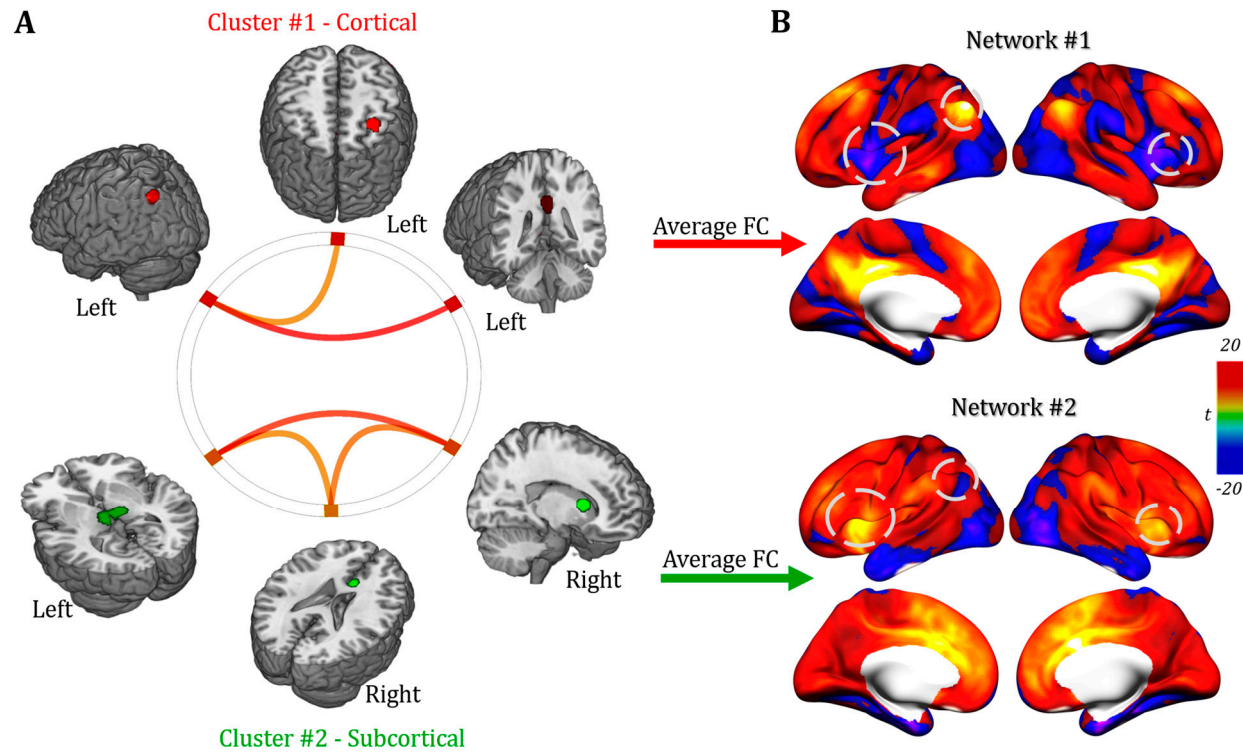 A
Cluster #1 - Cortical
Left
Left
Left
Left
Right
Right
Cluster #2 - Subcortical
B
Network #1
Average FC
20
t
-20
Network #2
Average FC